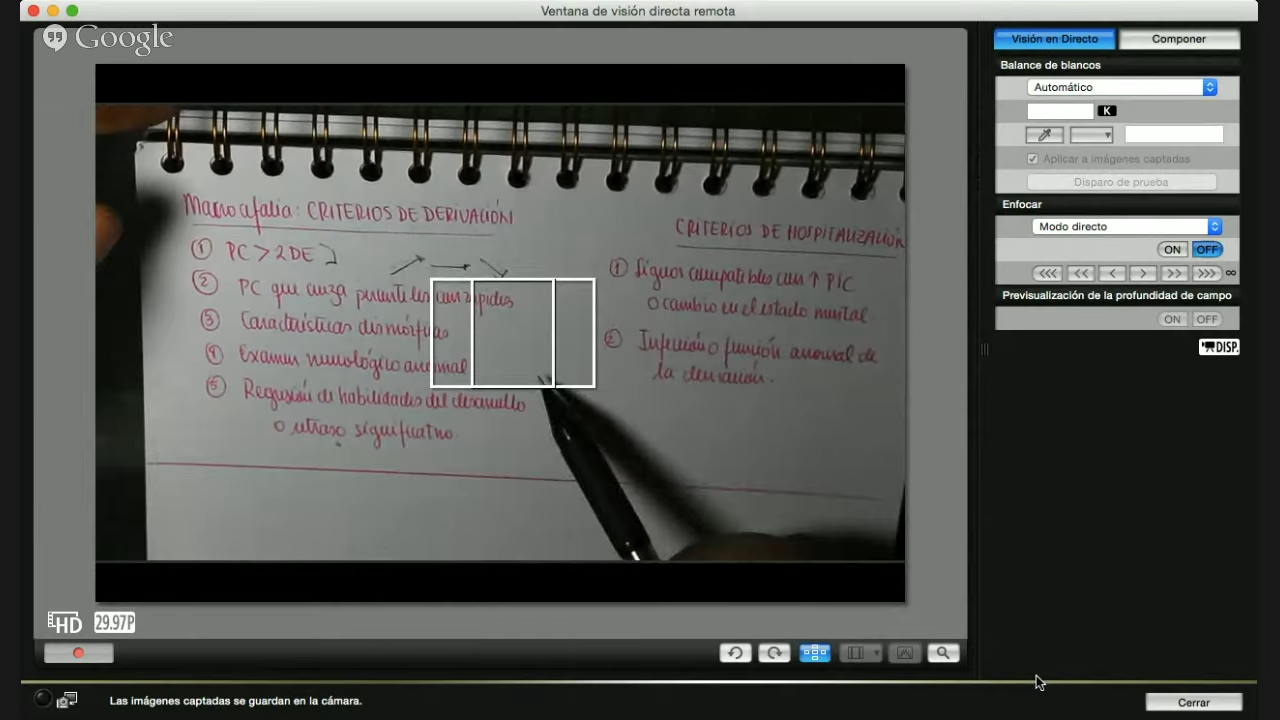 Ventana de visión directa remota
Google
Visión en Directo
Componer
Balance de blancos
Automático
K
Aplicar a imágenes captadas
Disparo de prueba
Enfocar
Modo directo
ON OFF
<<< << < > >> >>> ∞
Previsualización de la profundidad de campo
ON OFF
DISP.
Macrocefalia: CRITERIOS DE DERIVACIÓN
① PC > 2DE
② PC que cruza percentiles con rapidez
③ Características dismórficas
④ Examen neurológico anormal
⑤ Regresión de habilidades del desarrollo
o retraso significativo.
CRITERIOS DE HOSPITALIZACIÓN
① Signos compatibles con ↑ PIC
o cambio en el estado mental.
② Infección o función anormal de
la derivación.
HD
29.97P
Las imágenes captadas se guardan en la cámara.
Cerrar